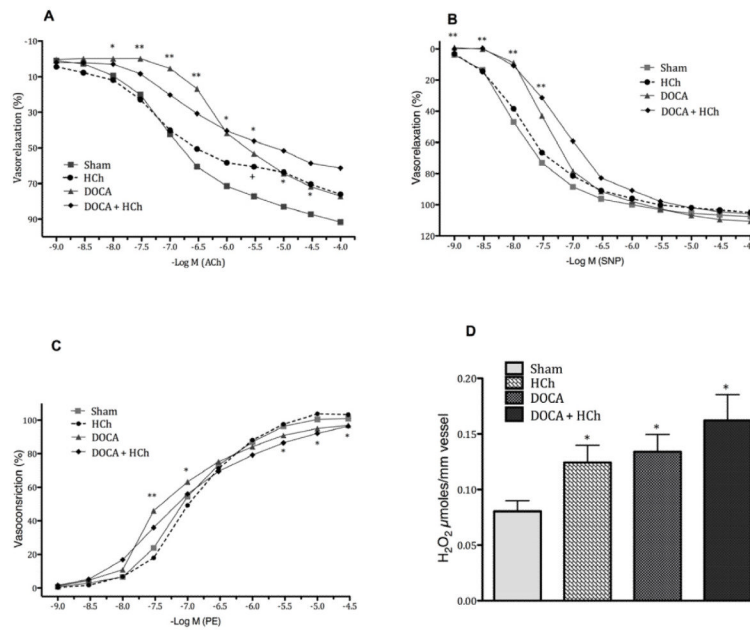 A
-10
10
30
50
70
90
Vasorelaxation (%)
Sham
HCh
DOCA
DOCA + HCh
*
**
**
**
*
*
*
*
+
-9.0 -8.5 -8.0 -7.5 -7.0 -6.5 -6.0 -5.5 -5.0 -4.5 -4.0
-Log M (ACh)
B
0
20
40
60
80
100
120
Vasorelaxation (%)
** ** ** **
Sham
HCh
DOCA
DOCA + HCh
-9.0 -8.5 -8.0 -7.5 -7.0 -6.5 -6.0 -5.5 -5.0 -4.5 -4.0
-Log M (SNP)
C
100
80
60
40
20
0
Vasoconsriction (%)
Sham
HCh
DOCA
DOCA + HCh
** * * * *
-9.0 -8.5 -8.0 -7.5 -7.0 -6.5 -6.0 -5.5 -5.0 -4.5
-Log M (PE)
D
Sham
HCh
DOCA
DOCA + HCh
0.20
0.15
0.10
0.05
0.00
H2O2 µmoles/mm vessel
* * *